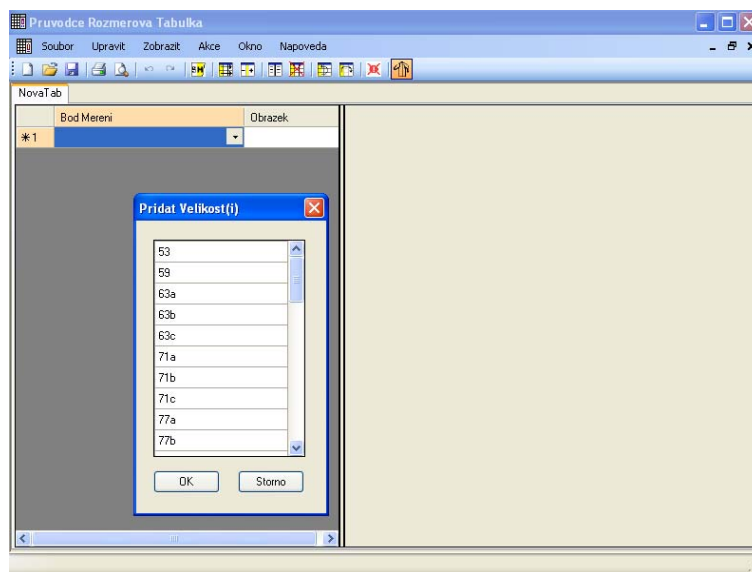 Pruvodce Rozmerova Tabulka
Soubor Upravit Zobrazit Akce Okno Napoveda
NovaTab
Bod Mereni Obrazek
1
Pridat Velikost(i)
53
59
63a
63b
63c
71a
71b
71c
77a
77b
OK Storno